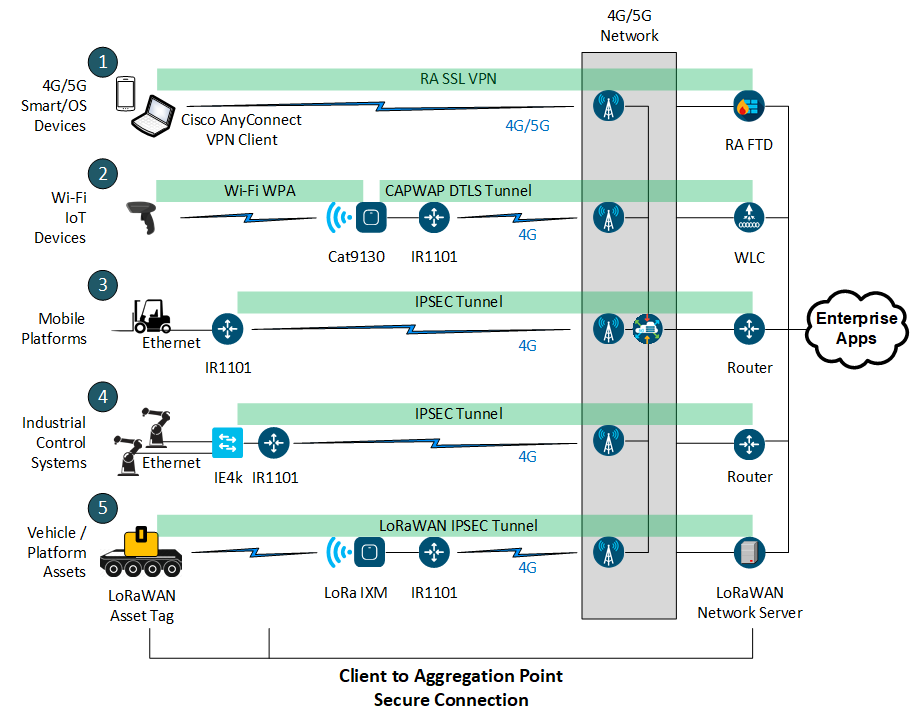 4G/5G
Network
1
RA SSL VPN
4G/5G
Smart/OS
Devices
Cisco AnyConnect
VPN Client
4G/5G
RA FTD
2
Wi-Fi WPA
CAPWAP DTLS Tunnel
Wi-Fi
IoT
Devices
4G
Cat9130
IR1101
WLC
3
IPSEC Tunnel
Mobile
Platforms
Ethernet
4G
IR1101
Router
Enterprise
Apps
4
IPSEC Tunnel
Industrial
Control
Systems
Ethernet
4G
IE4k
IR1101
Router
5
LoRaWAN IPSEC Tunnel
Vehicle /
Platform
Assets
4G
LoRaWAN
Asset Tag
LoRa IXM
IR1101
LoRaWAN
Network Server
Client to Aggregation Point
Secure Connection